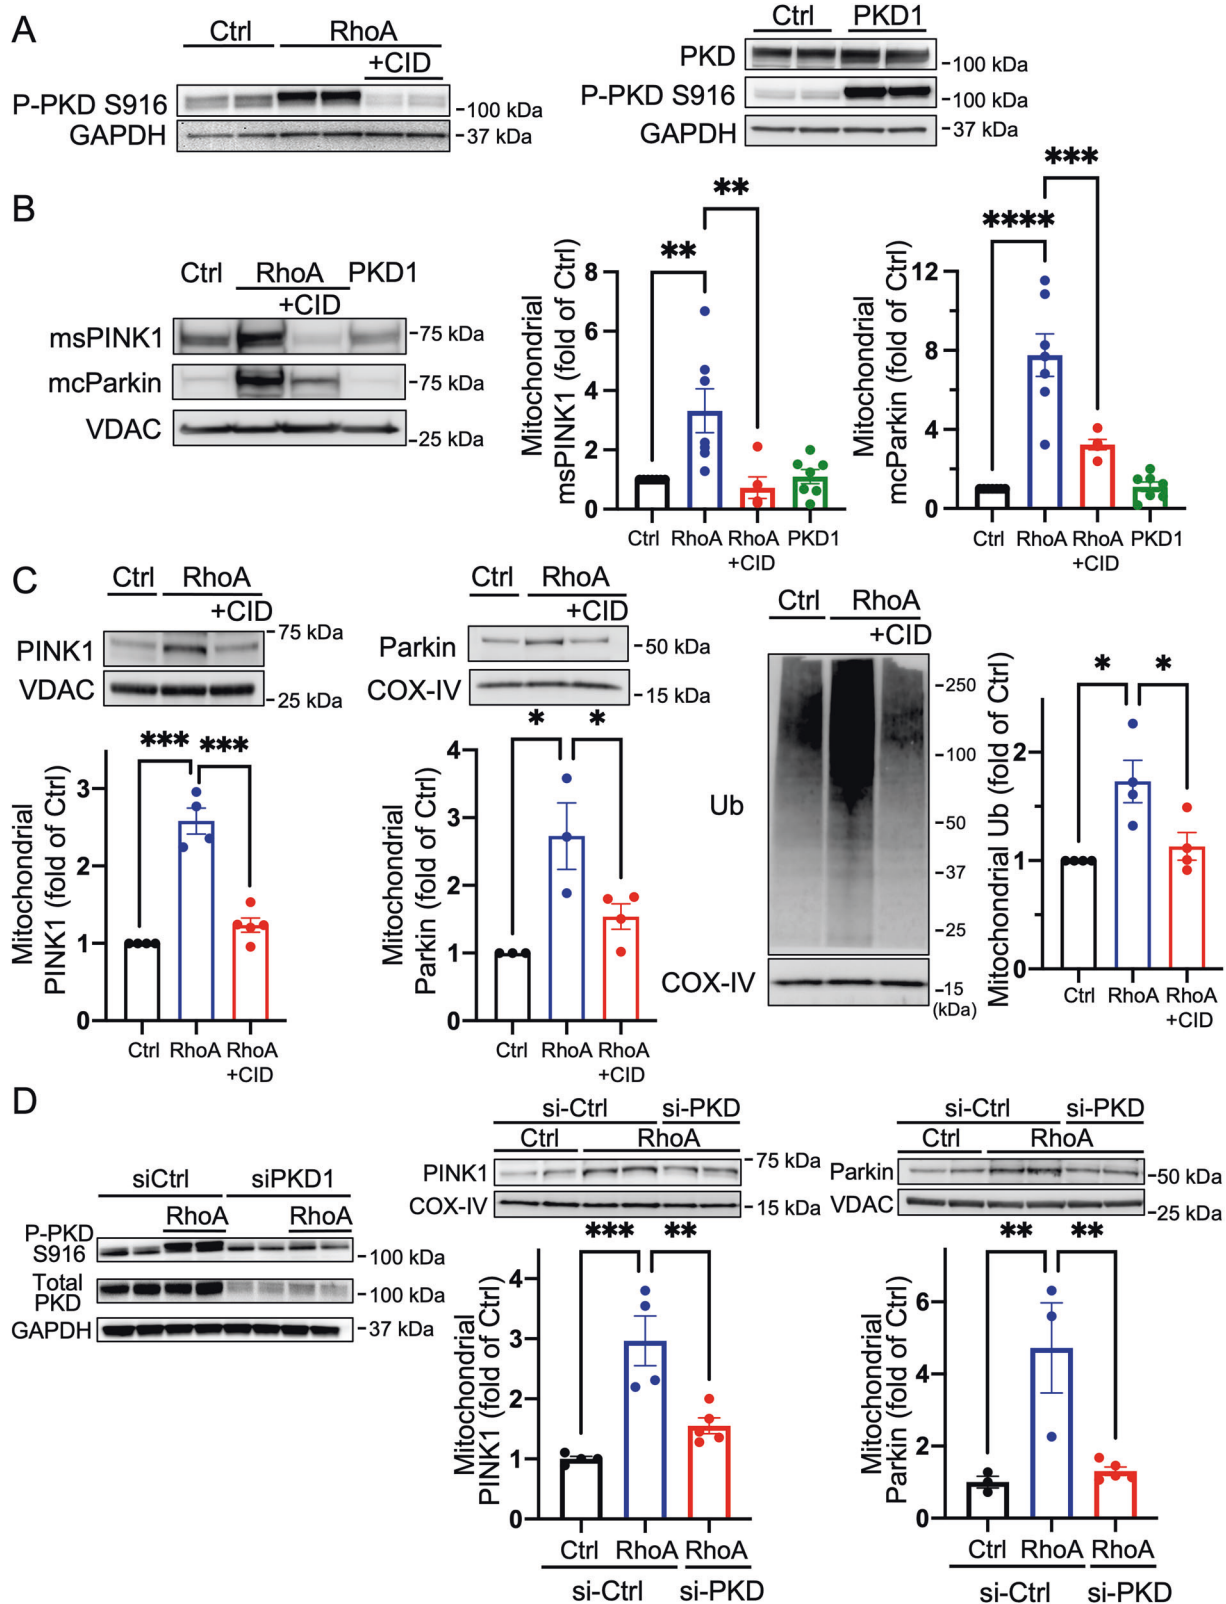 A
Ctrl RhoA
+CID
P-PKD S916
-100 kDa
GAPDH
-37 kDa
Ctrl PKD1
PKD
-100 kDa
P-PKD S916
-100 kDa
GAPDH
-37 kDa
B
Ctrl RhoA PKD1
+CID
msPINK1
-75 kDa
mcParkin
-75 kDa
VDAC
-25 kDa
Mitochondrial
msPINK1 (fold of Ctrl)
8
6
4
2
0
**
**
Ctrl RhoA RhoA PKD1
+CID
Mitochondrial
mcParkin (fold of Ctrl)
12
8
4
0
****
***
Ctrl RhoA RhoA PKD1
+CID
C
Ctrl RhoA
+CID
PINK1
-75 kDa
VDAC
-25 kDa
Mitochondrial
PINK1 (fold of Ctrl)
3
2
1
0
*** ***
Ctrl RhoA RhoA
+CID
Ctrl RhoA
+CID
Parkin
-50 kDa
COX-IV
-15 kDa
Mitochondrial
Parkin (fold of Ctrl)
4
3
2
1
0
* *
Ctrl RhoA RhoA
+CID
Ctrl RhoA
+CID
Ub
-250
-100
-50
-37
-25
COX-IV
-15
(kDa)
Mitochondrial Ub (fold of Ctrl)
2
1
0
* *
Ctrl RhoA RhoA
+CID
D
siCtrl siPKD1
RhoA RhoA
P-PKD
S916
-100 kDa
Total
PKD
-100 kDa
GAPDH
-37 kDa
si-Ctrl si-PKD
Ctrl RhoA
PINK1
-75 kDa
COX-IV
-15 kDa
Mitochondrial
PINK1 (fold of Ctrl)
4
3
2
1
0
*** **
Ctrl RhoA RhoA
si-Ctrl si-PKD
si-Ctrl si-PKD
Ctrl RhoA
Parkin
-50 kDa
VDAC
-25 kDa
Mitochondrial
Parkin (fold of Ctrl)
6
4
2
0
** **
Ctrl RhoA RhoA
si-Ctrl si-PKD